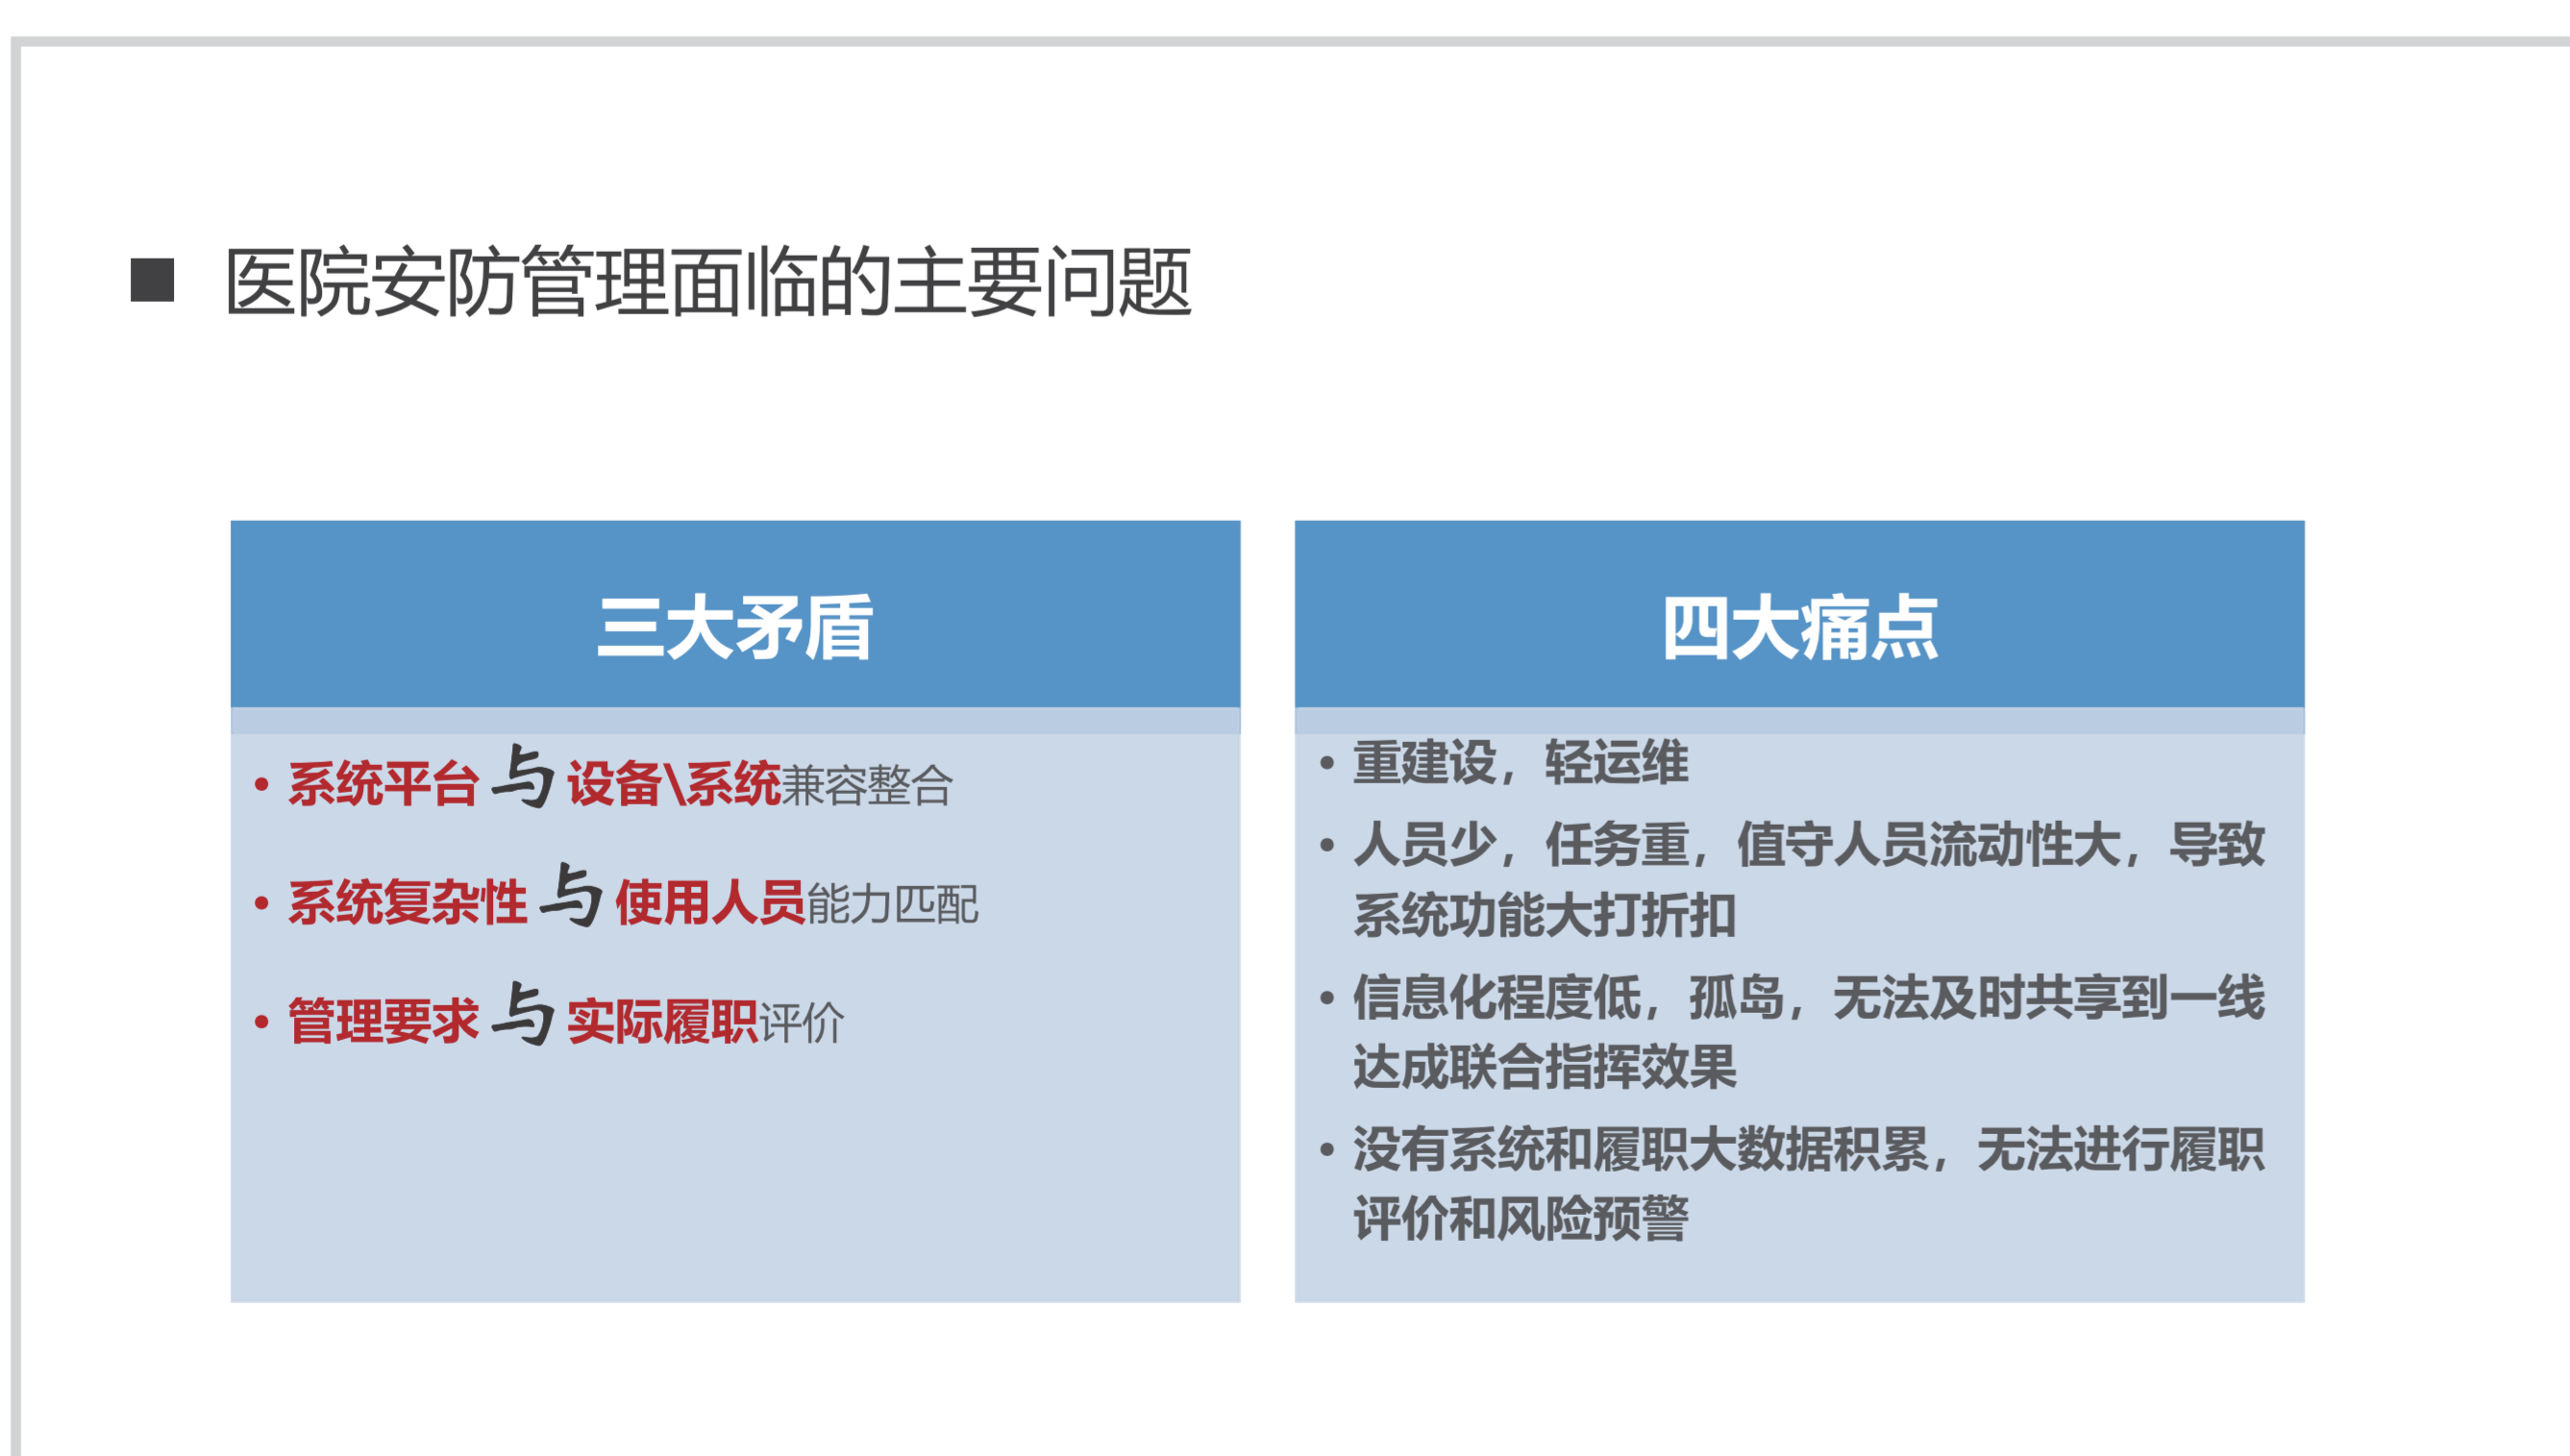 ■ 医院安防管理面临的主要问题
三大矛盾
• 系统平台与设备\系统兼容整合
• 系统复杂性与使用人员能力匹配
• 管理要求与实际履职评价
四大痛点
• 重建设，轻运维
• 人员少，任务重，值守人员流动性大，导致
系统功能大打折扣
• 信息化程度低，孤岛，无法及时共享到一线
达成联合指挥效果
• 没有系统和履职大数据积累，无法进行履职
评价和风险预警